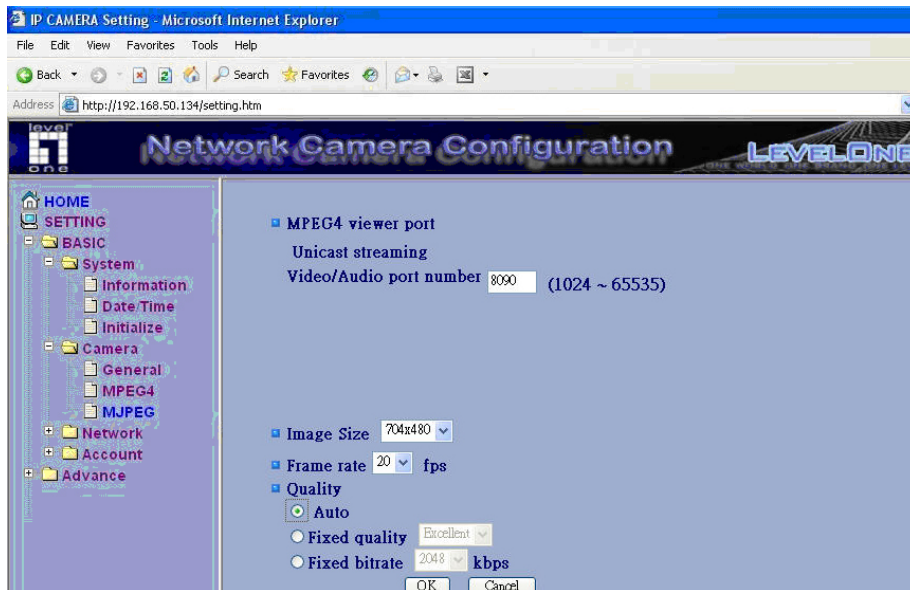 IP CAMERA Setting - Microsoft Internet Explorer
File Edit View Favorites Tools Help
Back Search Favorites
Address http://192.168.50.134/setting.htm
level one
Network Camera Configuration
LEVELONE
HOME
SETTING
BASIC
System
Information
Date/Time
Initialize
Camera
General
MPEG4
MJPEG
Network
Account
Advance
MPEG4 viewer port
Unicast streaming
Video/Audio port number 8090 (1024 ~ 65535)
Image Size 704x480
Frame rate 20 fps
Quality
Auto
Fixed quality Excellent
Fixed bitrate 2048 kbps
OK Cancel